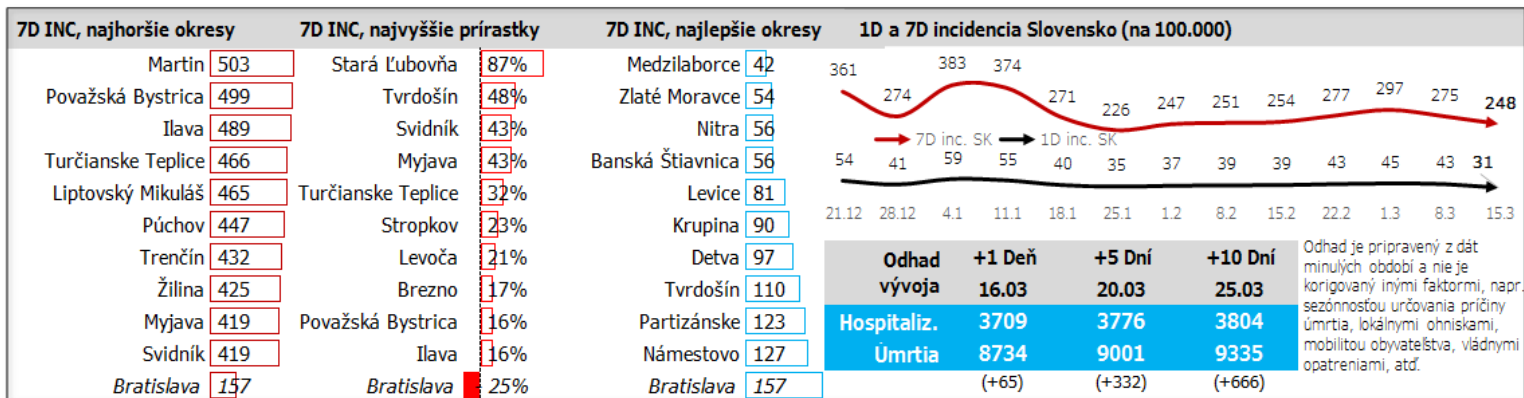 7D INC, najhoršie okresy
Martin 503
Považská Bystrica 499
Ilava 489
Turčianske Teplice 466
Liptovský Mikuláš 465
Púchov 447
Trenčín 432
Žilina 425
Myjava 419
Svidník 419
Bratislava 157
7D INC, najvyššie prírastky
Stará Ľubovňa 87%
Tvrdošín 48%
Svidník 43%
Myjava 43%
Turčianske Teplice 32%
Stropkov 23%
Levoča 21%
Brezno 17%
Považská Bystrica 16%
Ilava 16%
Bratislava 25%
7D INC, najlepšie okresy
Medzilaborce 42
Zlaté Moravce 54
Nitra 56
Banská Štiavnica 56
Levice 81
Krupina 90
Detva 97
Tvrdošín 110
Partizánske 123
Námestovo 127
Bratislava 157
1D a 7D incidencia Slovensko (na 100.000)
361 274 383 374 271 226 247 251 254 277 297 275 248
7D inc. SK 1D inc. SK
54 41 59 55 40 35 37 39 39 43 45 43 31
21.12 28.12 4.1 11.1 18.1 25.1 1.2 8.2 15.2 22.2 1.3 8.3 15.3
Odhad +1 Deň +5 Dní +10 Dní
vývoja 16.03 20.03 25.03
Hospitaliz. 3709 3776 3804
Úmrtia 8734 9001 9335
(+65) (+332) (+666)
Odhad je pripravený z dát
minulých období a nie je
korigovaný inými faktormi, napr.
sezónnosťou určovania príčiny
úmrtia, lokálnymi ohniskami,
mobilitou obyvateľstva, vládnymi
opatreniami, atď.